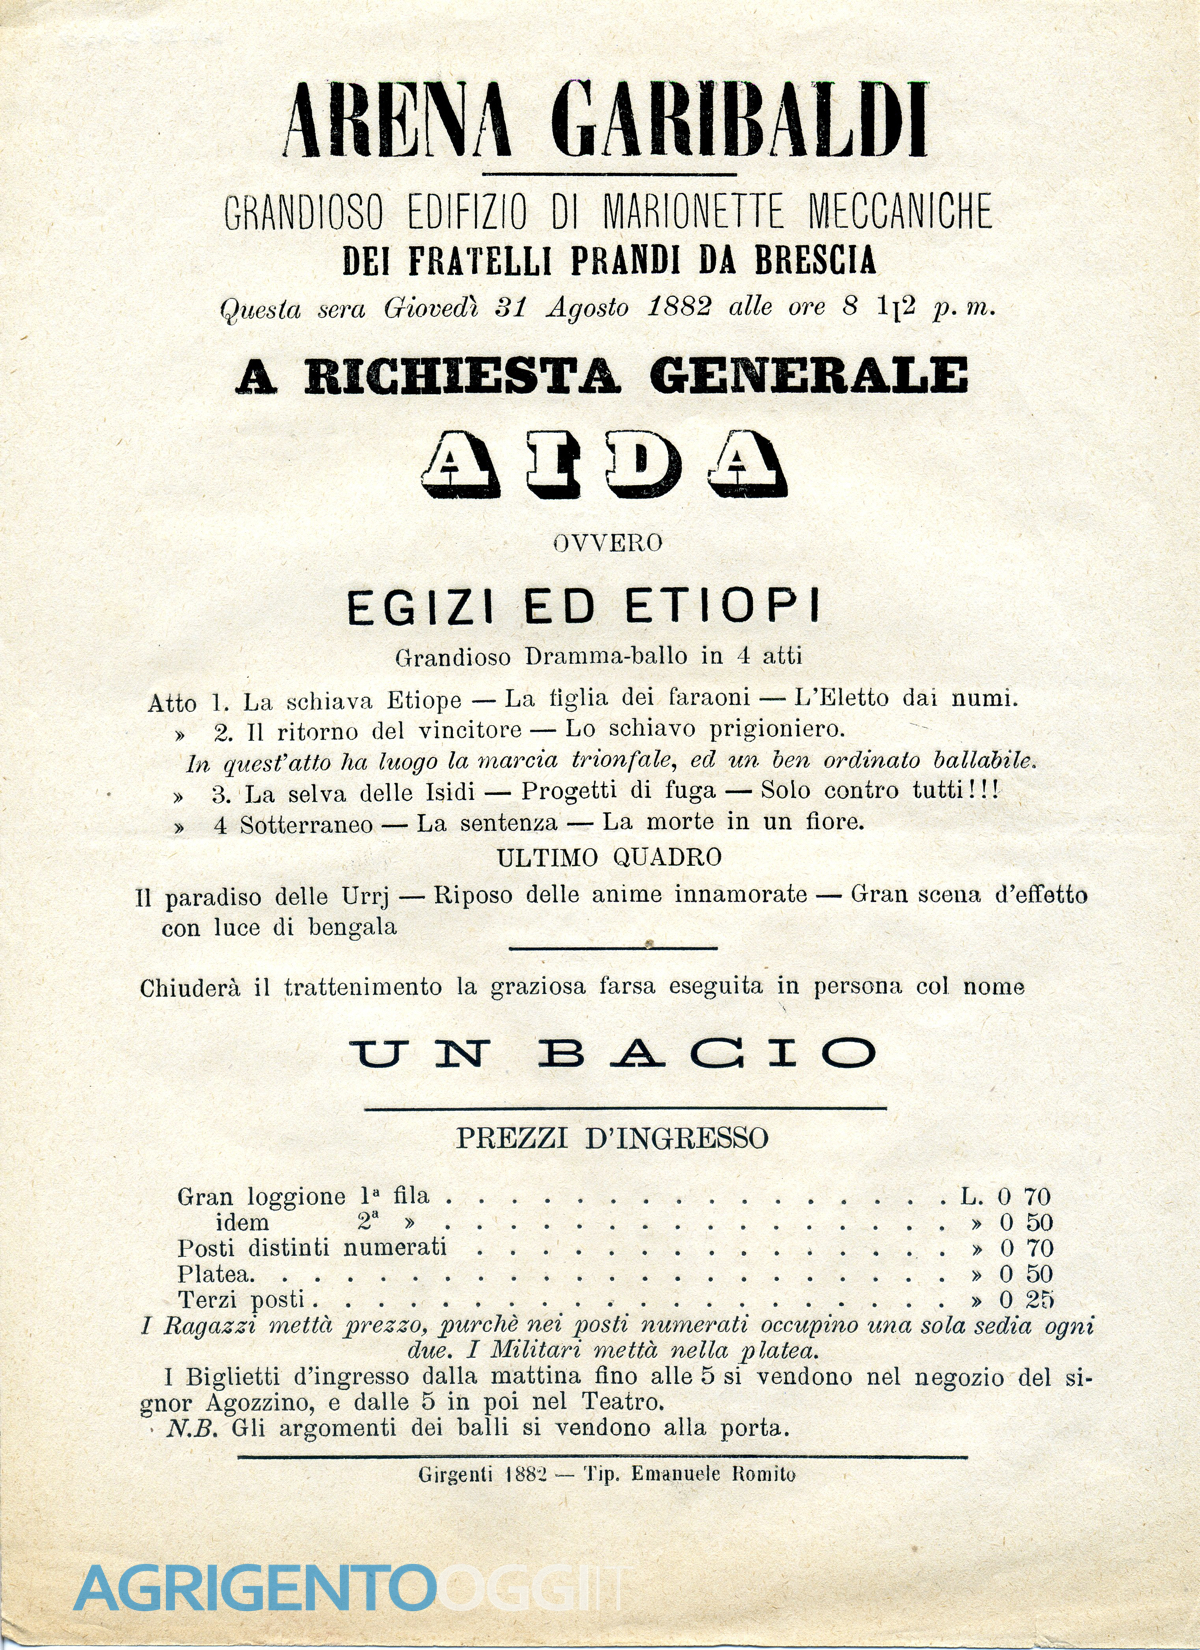 ARENA GARIBALDI
GRANDIOSO EDIFIZIO DI MARIONETTE MECCANICHE
DEI FRATELLI PRANDI DA BRESCIA
Questa sera Giovedì 31 Agosto 1882 alle ore 8 1|2 p. m.
A RICHIESTA GENERALE
AIDA
OVVERO
EGIZI ED ETIOPI
Grandioso Dramma-ballo in 4 atti
Atto 1. La schiava Etiope — La figlia dei faraoni — L'Eletto dai numi.
» 2. Il ritorno del vincitore — Lo schiavo prigioniero.
In quest'atto ha luogo la marcia trionfale, ed un ben ordinato ballabile.
» 3. La selva delle Isidi — Progetti di fuga — Solo contro tutti!!!
» 4 Sotterraneo — La sentenza — La morte in un fiore.
ULTIMO QUADRO
Il paradiso delle Urrj — Riposo delle anime innamorate — Gran scena d'effetto
con luce di bengala
Chiuderà il trattenimento la graziosa farsa eseguita in persona col nome
UN BACIO
PREZZI D'INGRESSO
Gran loggione 1ª fila . . . . . . . . . . . . . . . . L. 0 70
idem 2ª » . . . . . . . . . . . . . . . . » 0 50
Posti distinti numerati . . . . . . . . . . . . . . . » 0 70
Platea. . . . . . . . . . . . . . . . . . . . . . » 0 50
Terzi posti . . . . . . . . . . . . . . . . . . . . » 0 25
I Ragazzi mettà prezzo, purchè nei posti numerati occupino una sola sedia ogni
due. I Militari mettà nella platea.
I Biglietti d'ingresso dalla mattina fino alle 5 si vendono nel negozio del si-
gnor Agozzino, e dalle 5 in poi nel Teatro.
N.B. Gli argomenti dei balli si vendono alla porta.
Girgenti 1882 — Tip. Emanuele Romito
AGRIGENTOOGGI.IT